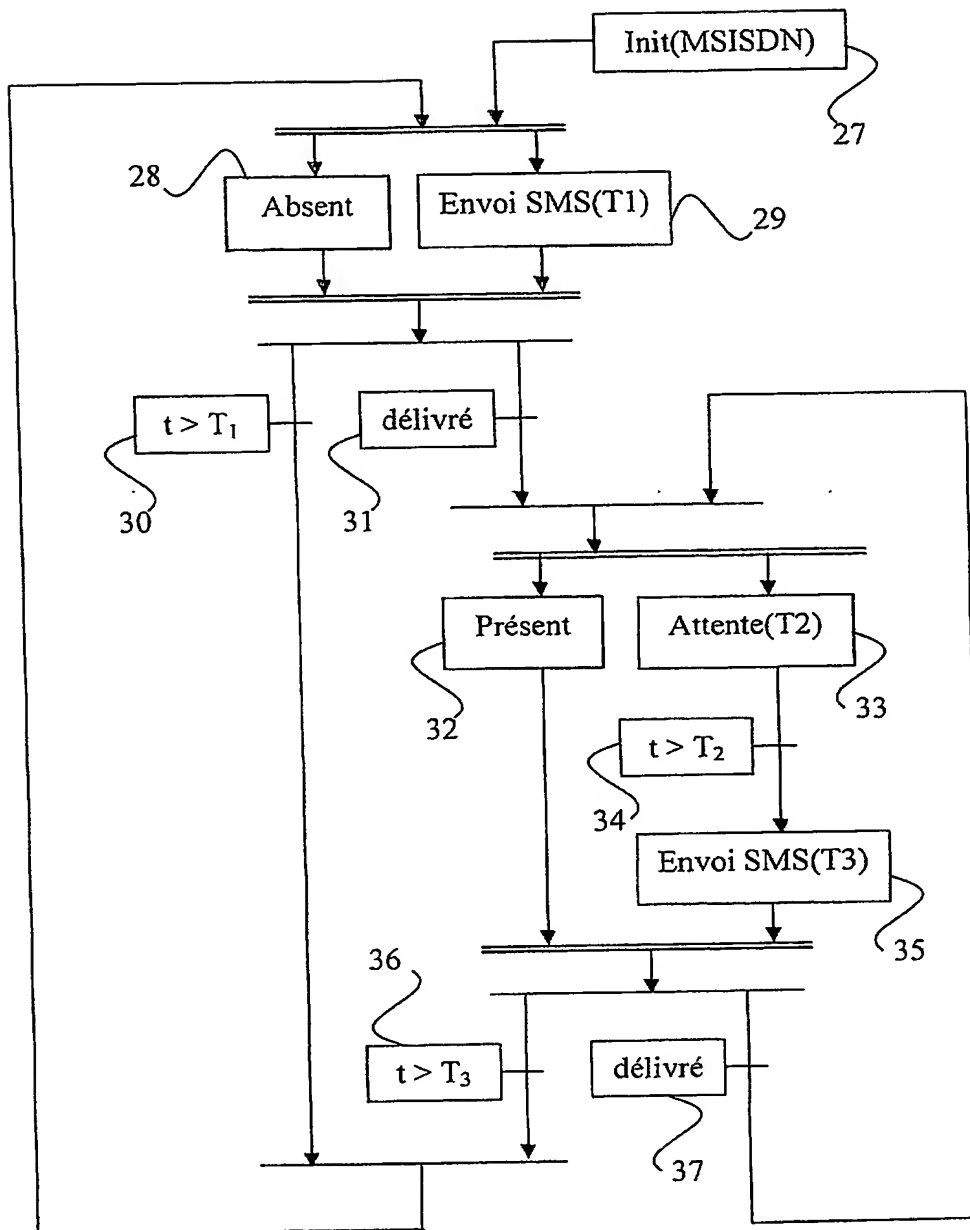 Init(MSISDN)
27
28
Absent
Envoi SMS(T1)
29
t > T₁
délivré
30
31
Présent
Attente(T2)
32
33
t > T₂
34
Envoi SMS(T3)
35
36
t > T₃
délivré
37